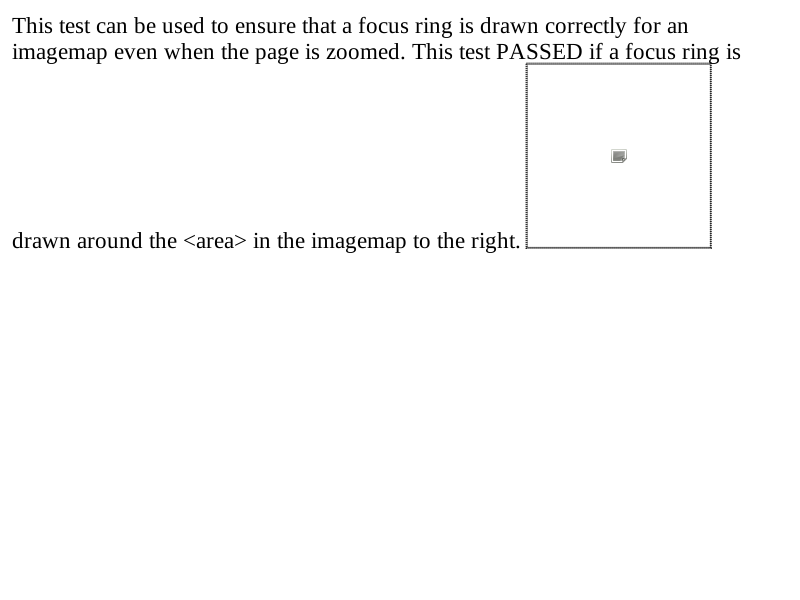 This test can be used to ensure that a focus ring is drawn correctly for an
imagemap even when the page is zoomed. This test PASSED if a focus ring is
drawn around the <area> in the imagemap to the right.